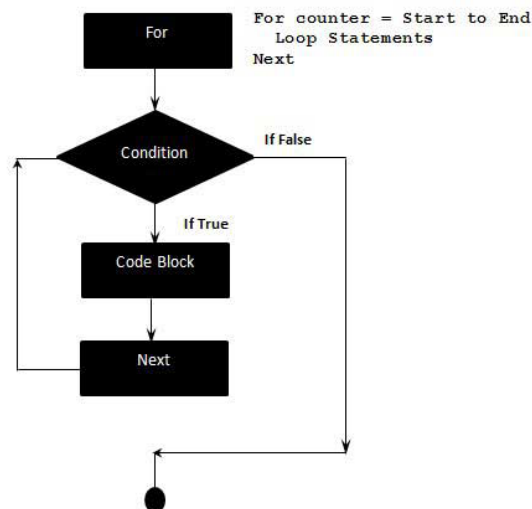 For
For counter = Start to End
Loop Statements
Next
Condition
If False
If True
Code Block
Next